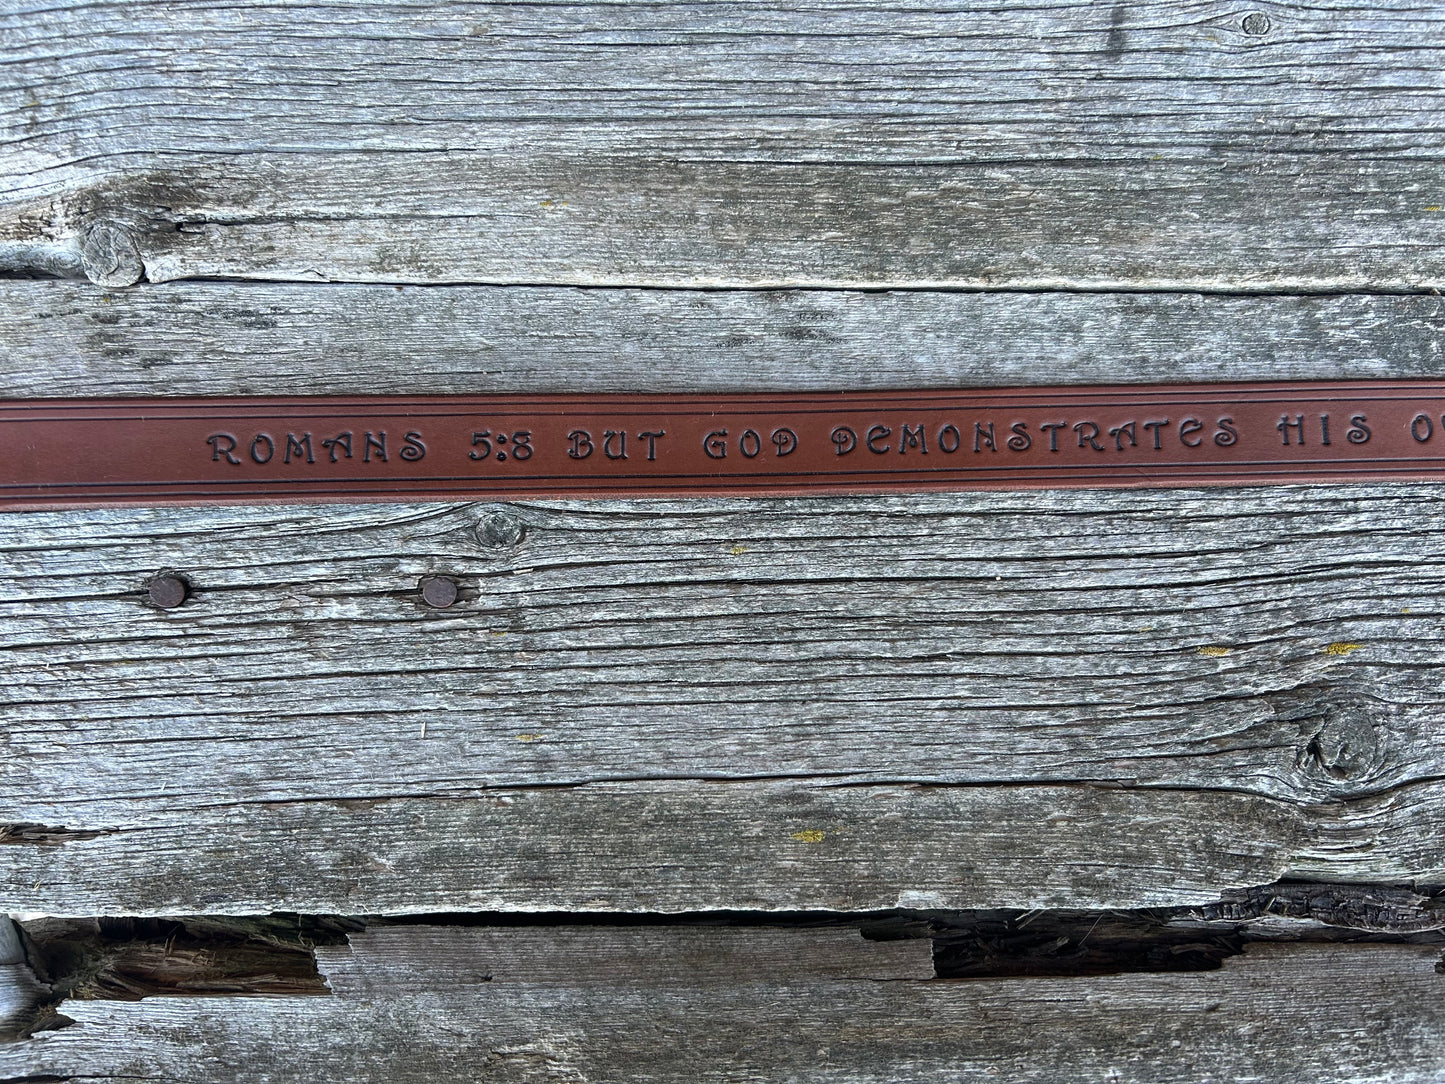 ROMANS 5:8 BUT GOD DEMONSTRATES HIS